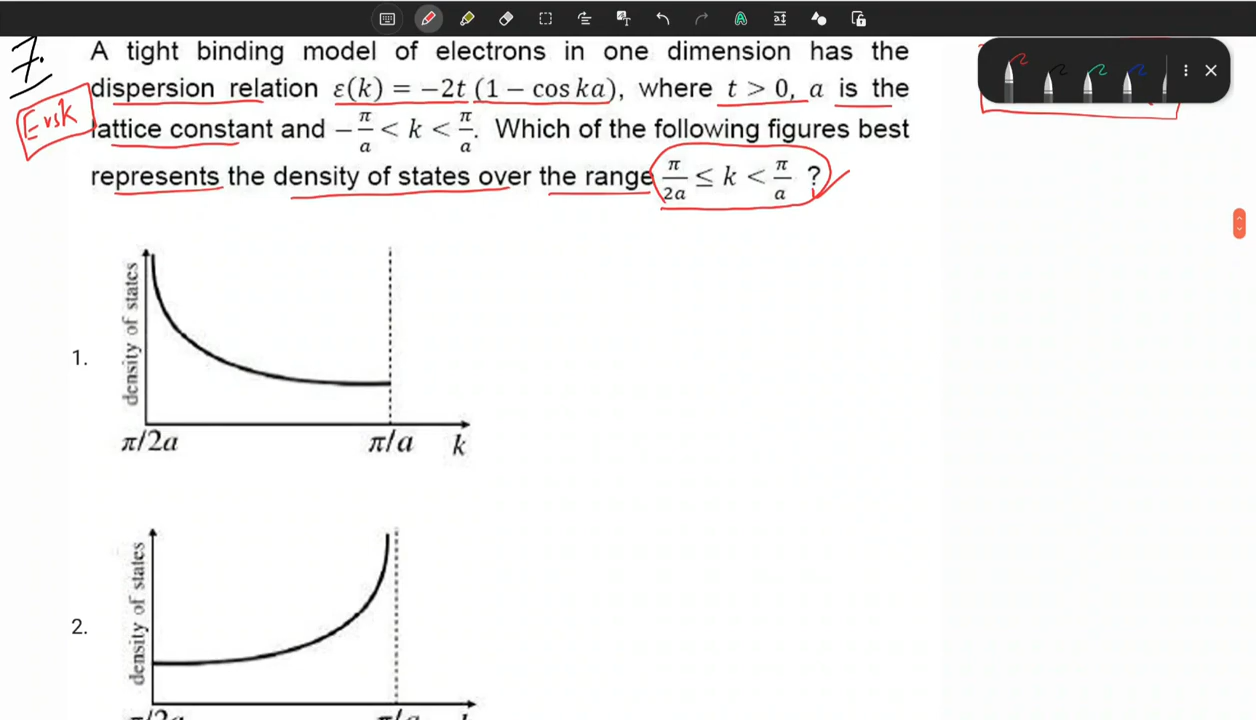 7.
A tight binding model of electrons in one dimension has the
dispersion relation ε(k) = −2t (1 − cos ka), where t > 0, a is the
E vs k
lattice constant and −π/a < k < π/a. Which of the following figures best
represents the density of states over the range π/2a ≤ k < π/a ?
density of states
1.
π/2a π/a k
density of states
2.
π/2a π/a k